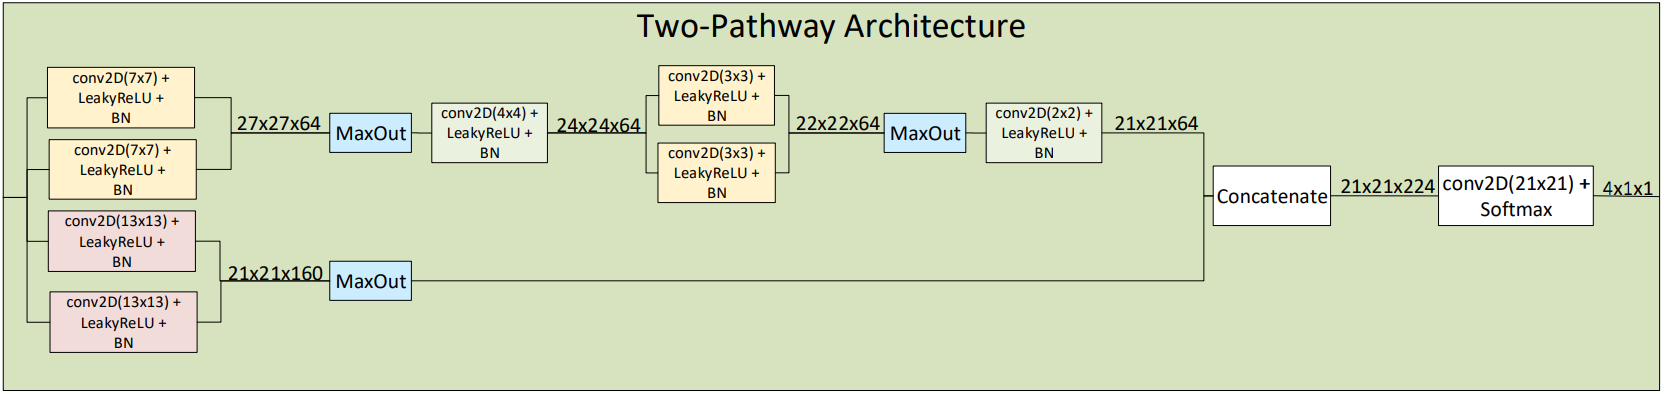 Two-Pathway Architecture
conv2D(7x7) +
LeakyReLU +
BN
conv2D(7x7) +
LeakyReLU +
BN
27x27x64
MaxOut
conv2D(4x4) +
LeakyReLU +
BN
24x24x64
conv2D(3x3) +
LeakyReLU +
BN
conv2D(3x3) +
LeakyReLU +
BN
22x22x64
MaxOut
conv2D(2x2) +
LeakyReLU +
BN
21x21x64
conv2D(13x13) +
LeakyReLU +
BN
conv2D(13x13) +
LeakyReLU +
BN
21x21x160
MaxOut
Concatenate
21x21x224
conv2D(21x21) +
Softmax
4x1x1